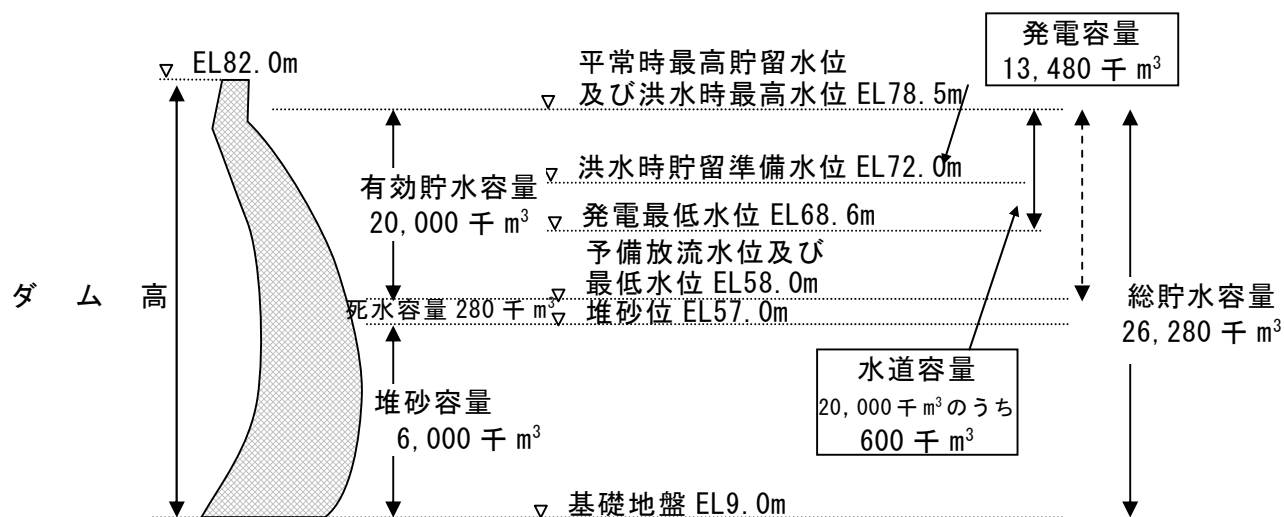 発電容量
13,480 千 m³
EL82.0m
平常時最高貯留水位
及び洪水時最高水位 EL78.5m
洪水時貯留準備水位 EL72.0m
有効貯水容量
20,000 千 m³
発電最低水位 EL68.6m
予備放流水位及び
最低水位 EL58.0m
ダム高
死水容量 280 千 m³
堆砂位 EL57.0m
総貯水容量
26,280 千 m³
水道容量
20,000 千 m³のうち
600 千 m³
堆砂容量
6,000 千 m³
基礎地盤 EL9.0m